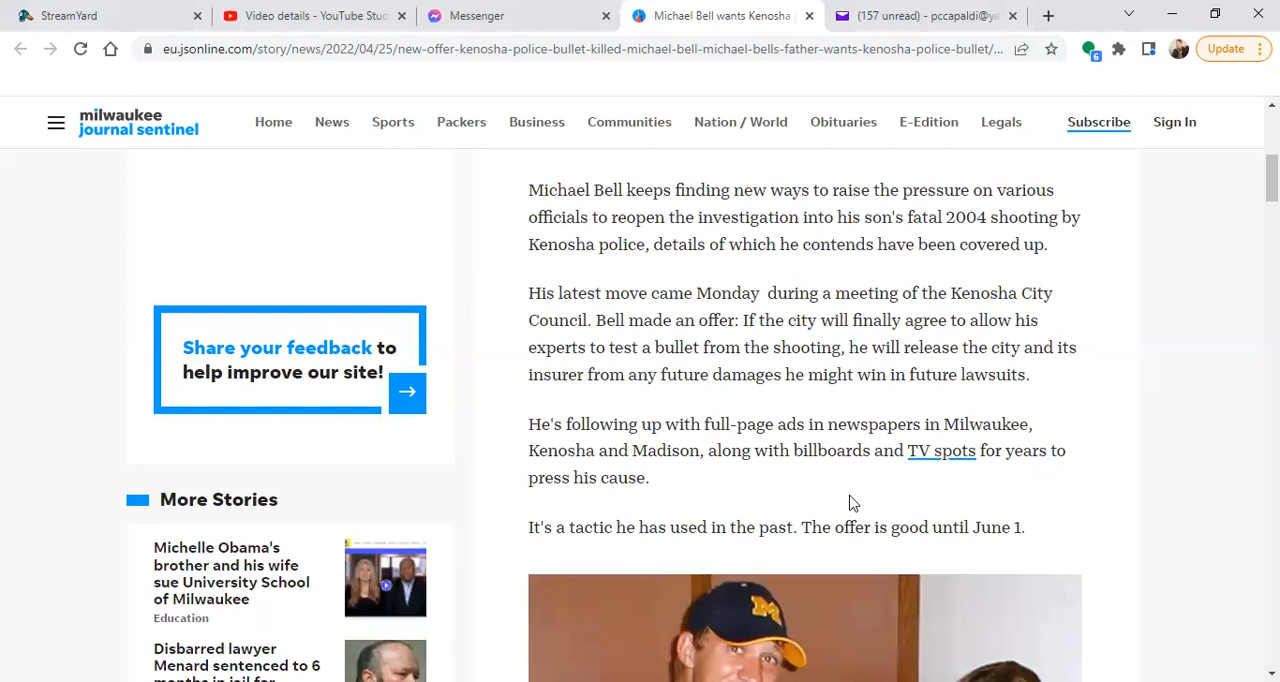 StreamYard
Video details - YouTube Stud
Messenger
Michael Bell wants Kenosha
(157 unread) - pccapaldi@ya
eu.jsonline.com/story/news/2022/04/25/new-offer-kenosha-police-bullet-killed-michael-bell-michael-bells-father-wants-kenosha-police-bullet/...
6
Update
milwaukee
journal sentinel
Home News Sports Packers Business Communities Nation / World Obituaries E-Edition Legals Subscribe Sign In
Share your feedback to
help improve our site!
More Stories
Michelle Obama's
brother and his wife
sue University School
of Milwaukee
Education
Disbarred lawyer
Menard sentenced to 6
months in jail for
Michael Bell keeps finding new ways to raise the pressure on various
officials to reopen the investigation into his son's fatal 2004 shooting by
Kenosha police, details of which he contends have been covered up.
His latest move came Monday during a meeting of the Kenosha City
Council. Bell made an offer: If the city will finally agree to allow his
experts to test a bullet from the shooting, he will release the city and its
insurer from any future damages he might win in future lawsuits.
He's following up with full-page ads in newspapers in Milwaukee,
Kenosha and Madison, along with billboards and TV spots for years to
press his cause.
It's a tactic he has used in the past. The offer is good until June 1.
M